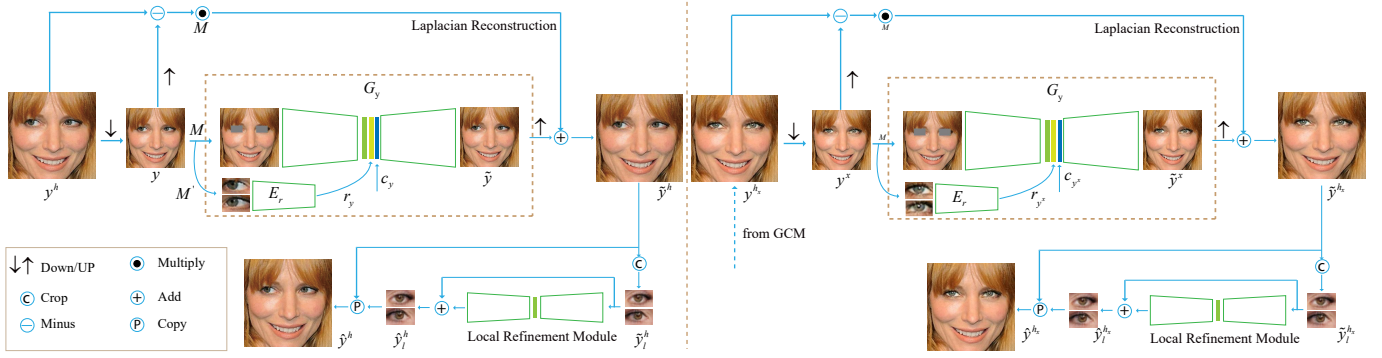 M
Laplacian Reconstruction
G_y
y^h
↓
y
↑
M
M'
E_r
r_y
c_y
ỹ
↑
ỹ^h
C
ỹ_l^h
Local Refinement Module
ŷ_l^h
P
ŷ^h
↓↑ Down/UP
Multiply
C Crop
+ Add
− Minus
P Copy
M
Laplacian Reconstruction
G_y
y^{h_x}
from GCM
↓
y^x
↑
M
E_r
r_{y^x}
c_{y^x}
ỹ^x
↑
ỹ^{h_x}
C
ỹ_l^{h_x}
Local Refinement Module
ŷ_l^{h_x}
P
ŷ^{h_x}